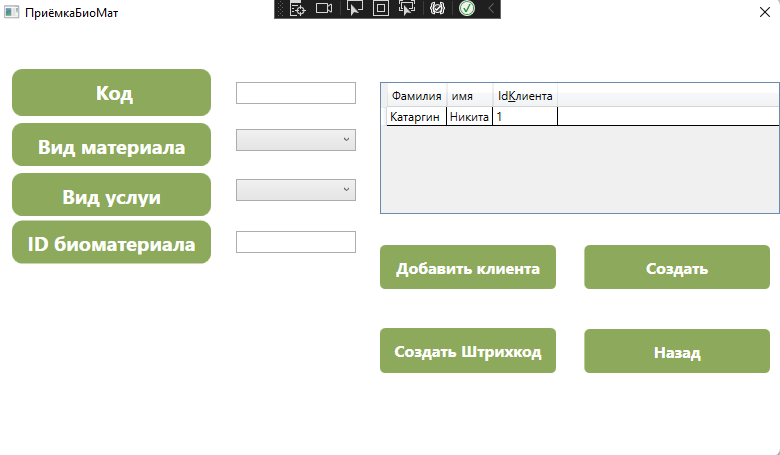 ПриёмкаБиоМат
Код
Вид материала
Вид услуи
ID биоматериала
Фамилия имя IdКлиента
Катаргин Никита 1
Добавить клиента
Создать
Создать Штрихкод
Назад